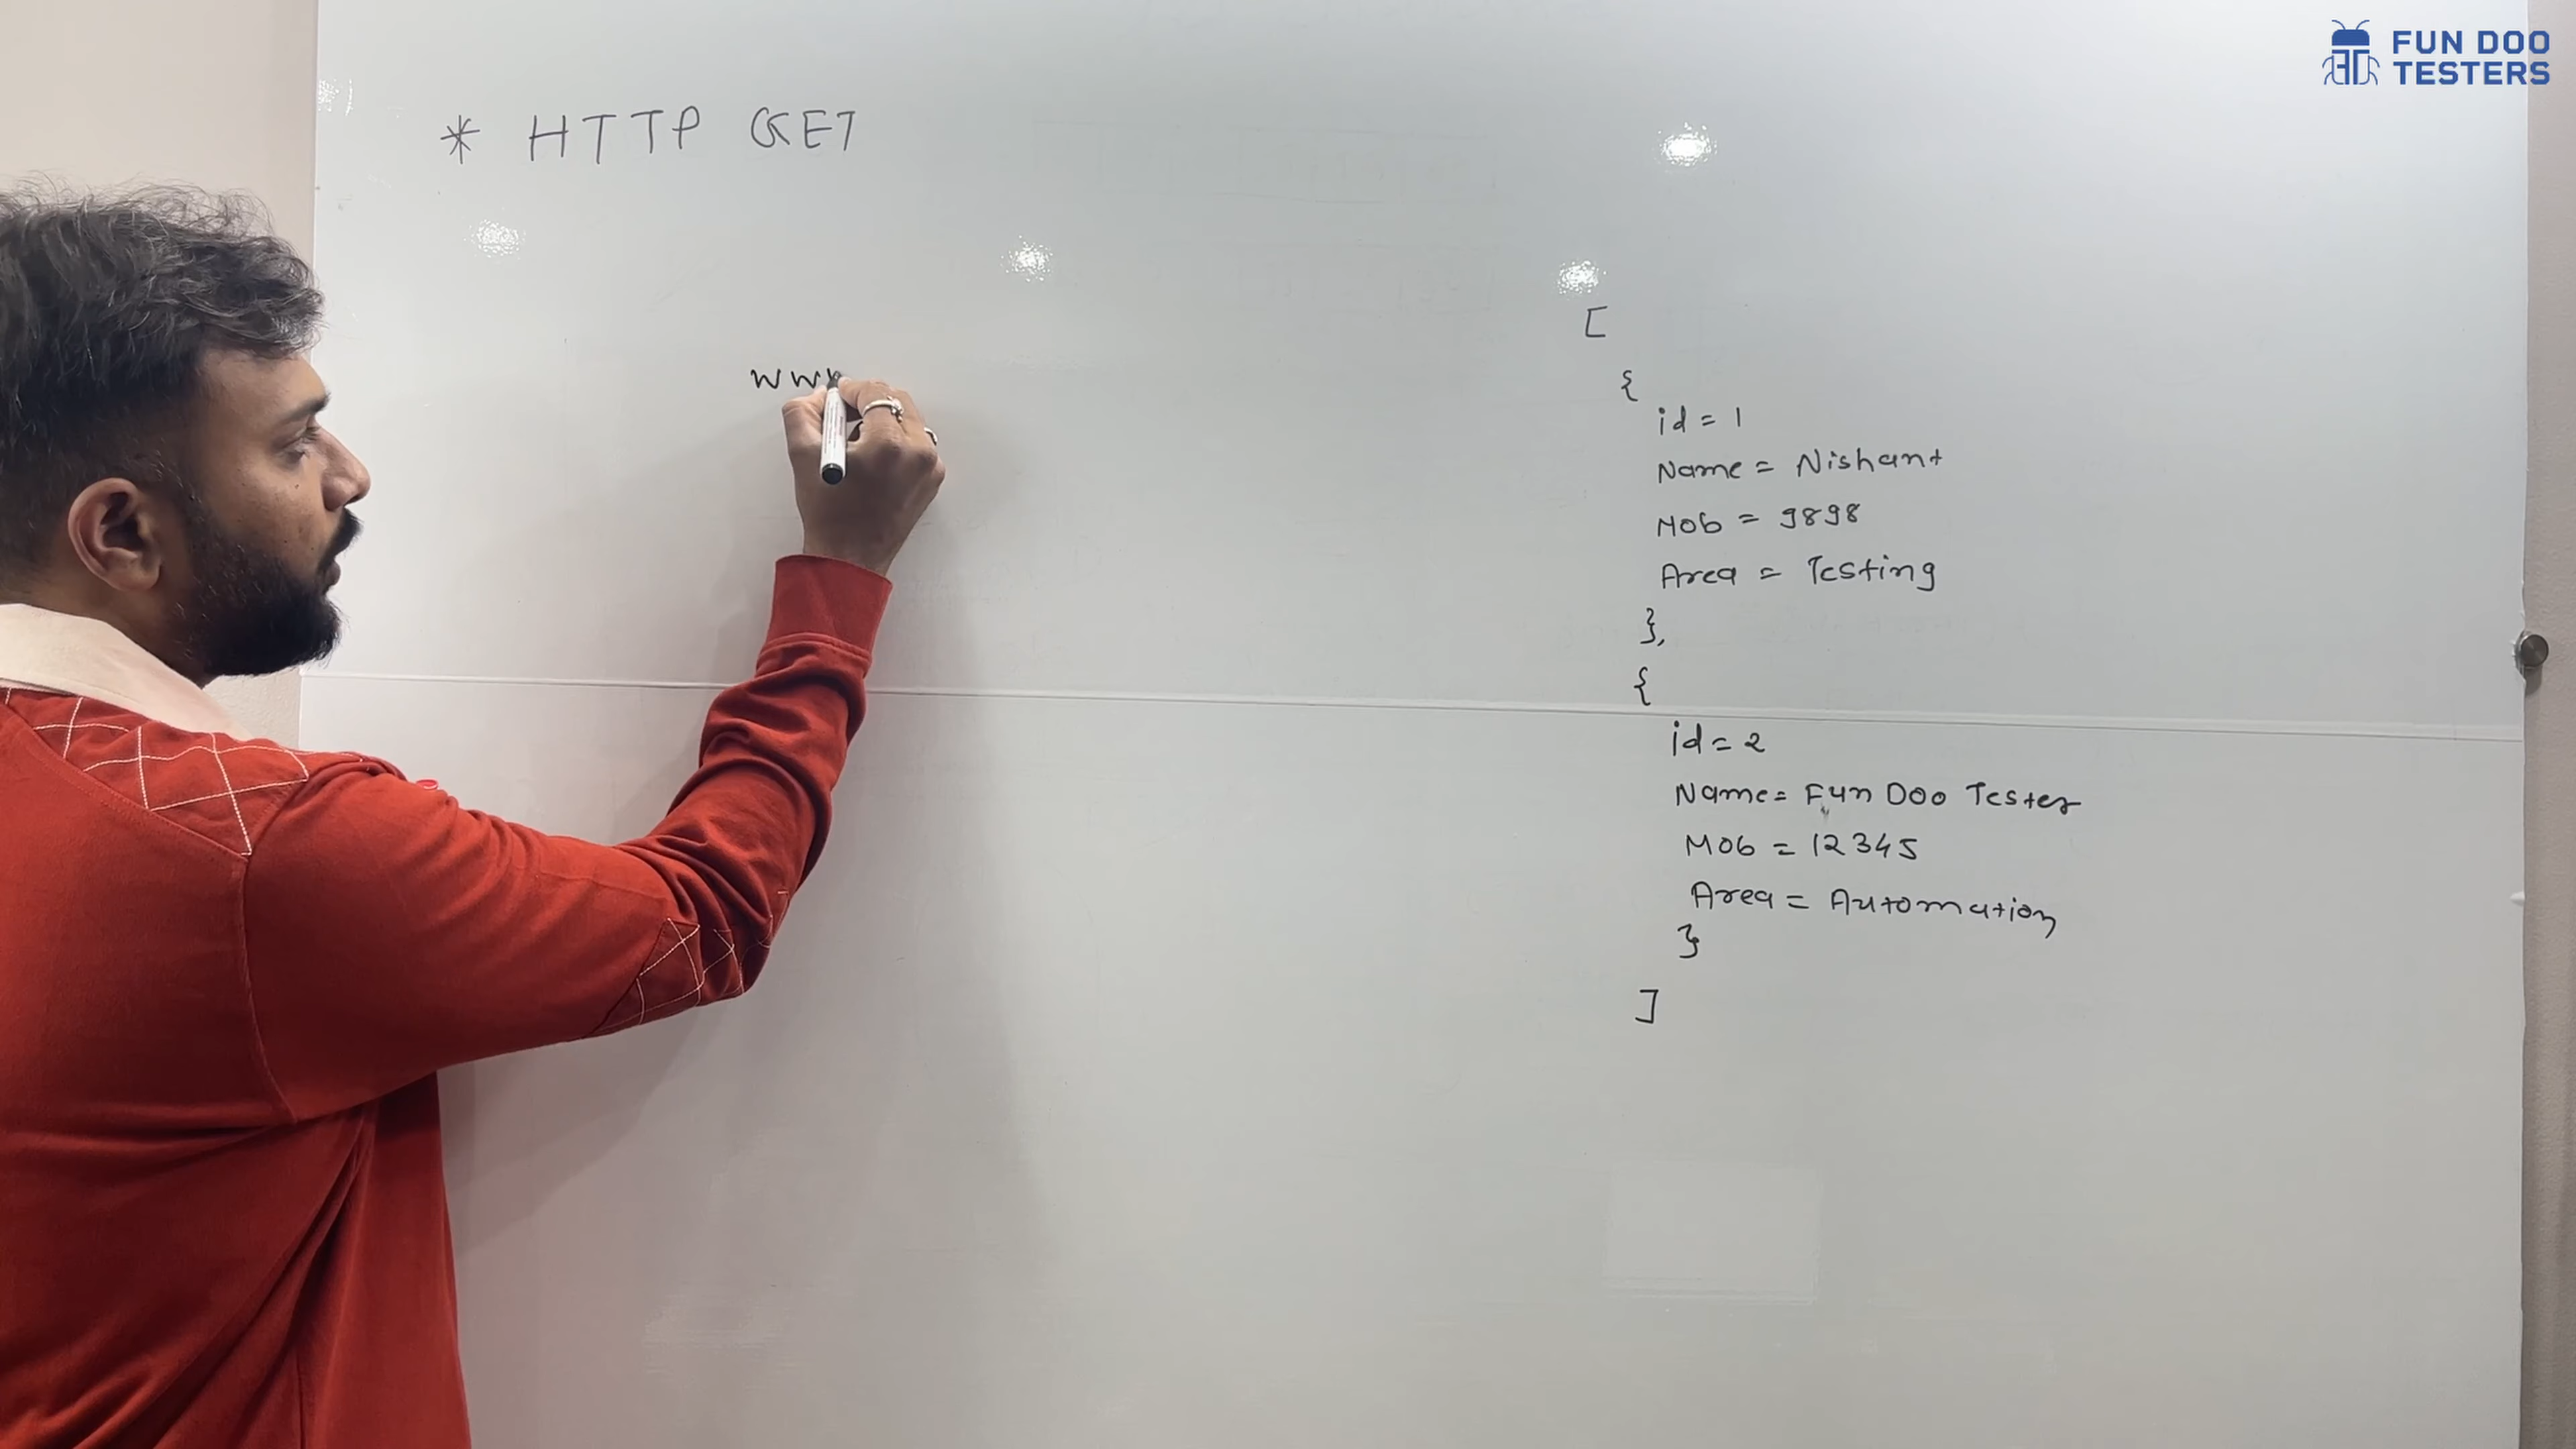 FUN DOO
TESTERS
* HTTP GET
www
[
{
id = 1
Name = Nishant
Mob = 9898
Area = Testing
},
{
id = 2
Name = Fun Doo Tester
Mob = 12345
Area = Automation
}
]